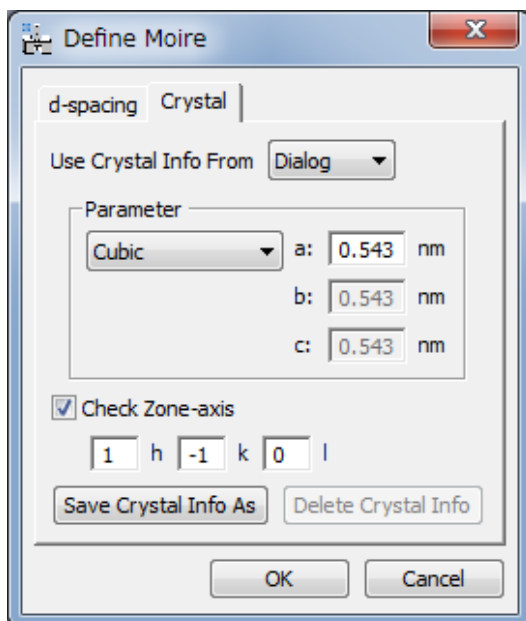 Define Moire
d-spacing Crystal
Use Crystal Info From Dialog
Parameter
Cubic a: 0.543 nm
b: 0.543 nm
c: 0.543 nm
Check Zone-axis
1 h -1 k 0 l
Save Crystal Info As Delete Crystal Info
OK Cancel